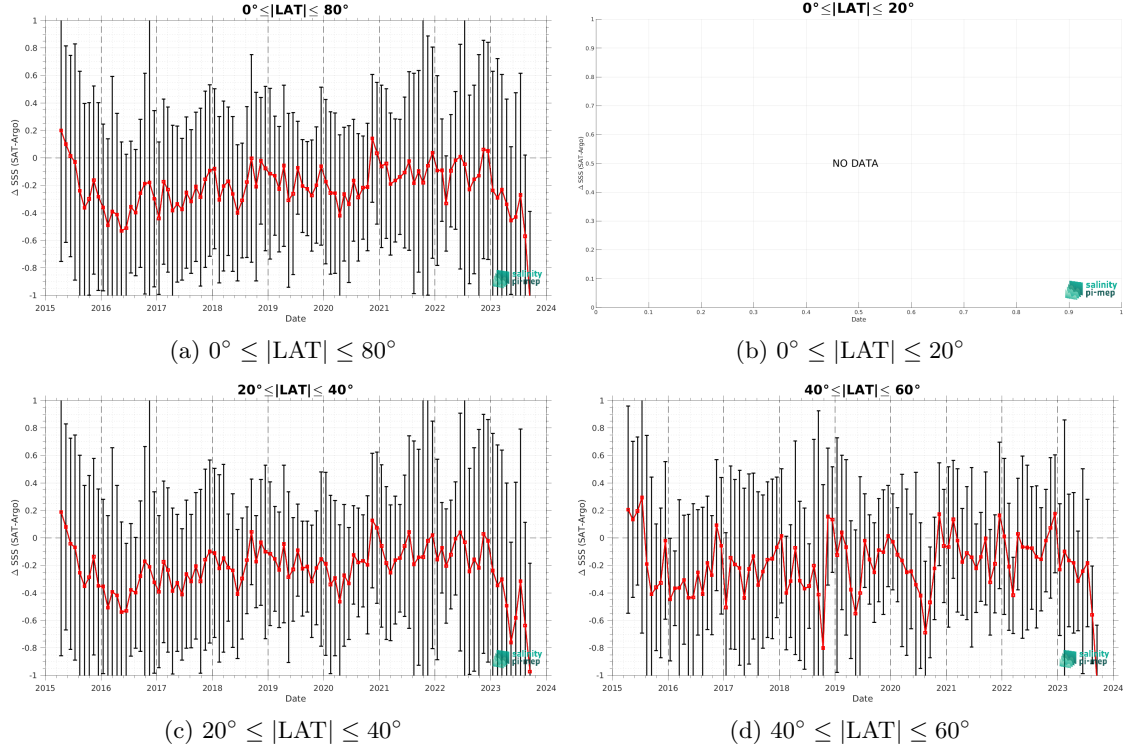 0°≤|LAT|≤ 80°
Δ SSS (SAT-Argo)
1
0.8
0.6
0.4
0.2
0
-0.2
-0.4
-0.6
-0.8
-1
2015 2016 2017 2018 2019 2020 2021 2022 2023 2024
Date
salinity
pi-mep
(a) 0° ≤ |LAT| ≤ 80°
0°≤|LAT|≤ 20°
Δ SSS (SAT-Argo)
1
0.9
0.8
0.7
0.6
0.5
0.4
0.3
0.2
0.1
0
NO DATA
0 0.1 0.2 0.3 0.4 0.5 0.6 0.7 0.8 0.9 1
Date
salinity
pi-mep
(b) 0° ≤ |LAT| ≤ 20°
20°≤|LAT|≤ 40°
Δ SSS (SAT-Argo)
1
0.8
0.6
0.4
0.2
0
-0.2
-0.4
-0.6
-0.8
-1
2015 2016 2017 2018 2019 2020 2021 2022 2023 2024
Date
salinity
pi-mep
(c) 20° ≤ |LAT| ≤ 40°
40°≤|LAT|≤ 60°
Δ SSS (SAT-Argo)
1
0.8
0.6
0.4
0.2
0
-0.2
-0.4
-0.6
-0.8
-1
2015 2016 2017 2018 2019 2020 2021 2022 2023 2024
Date
salinity
pi-mep
(d) 40° ≤ |LAT| ≤ 60°